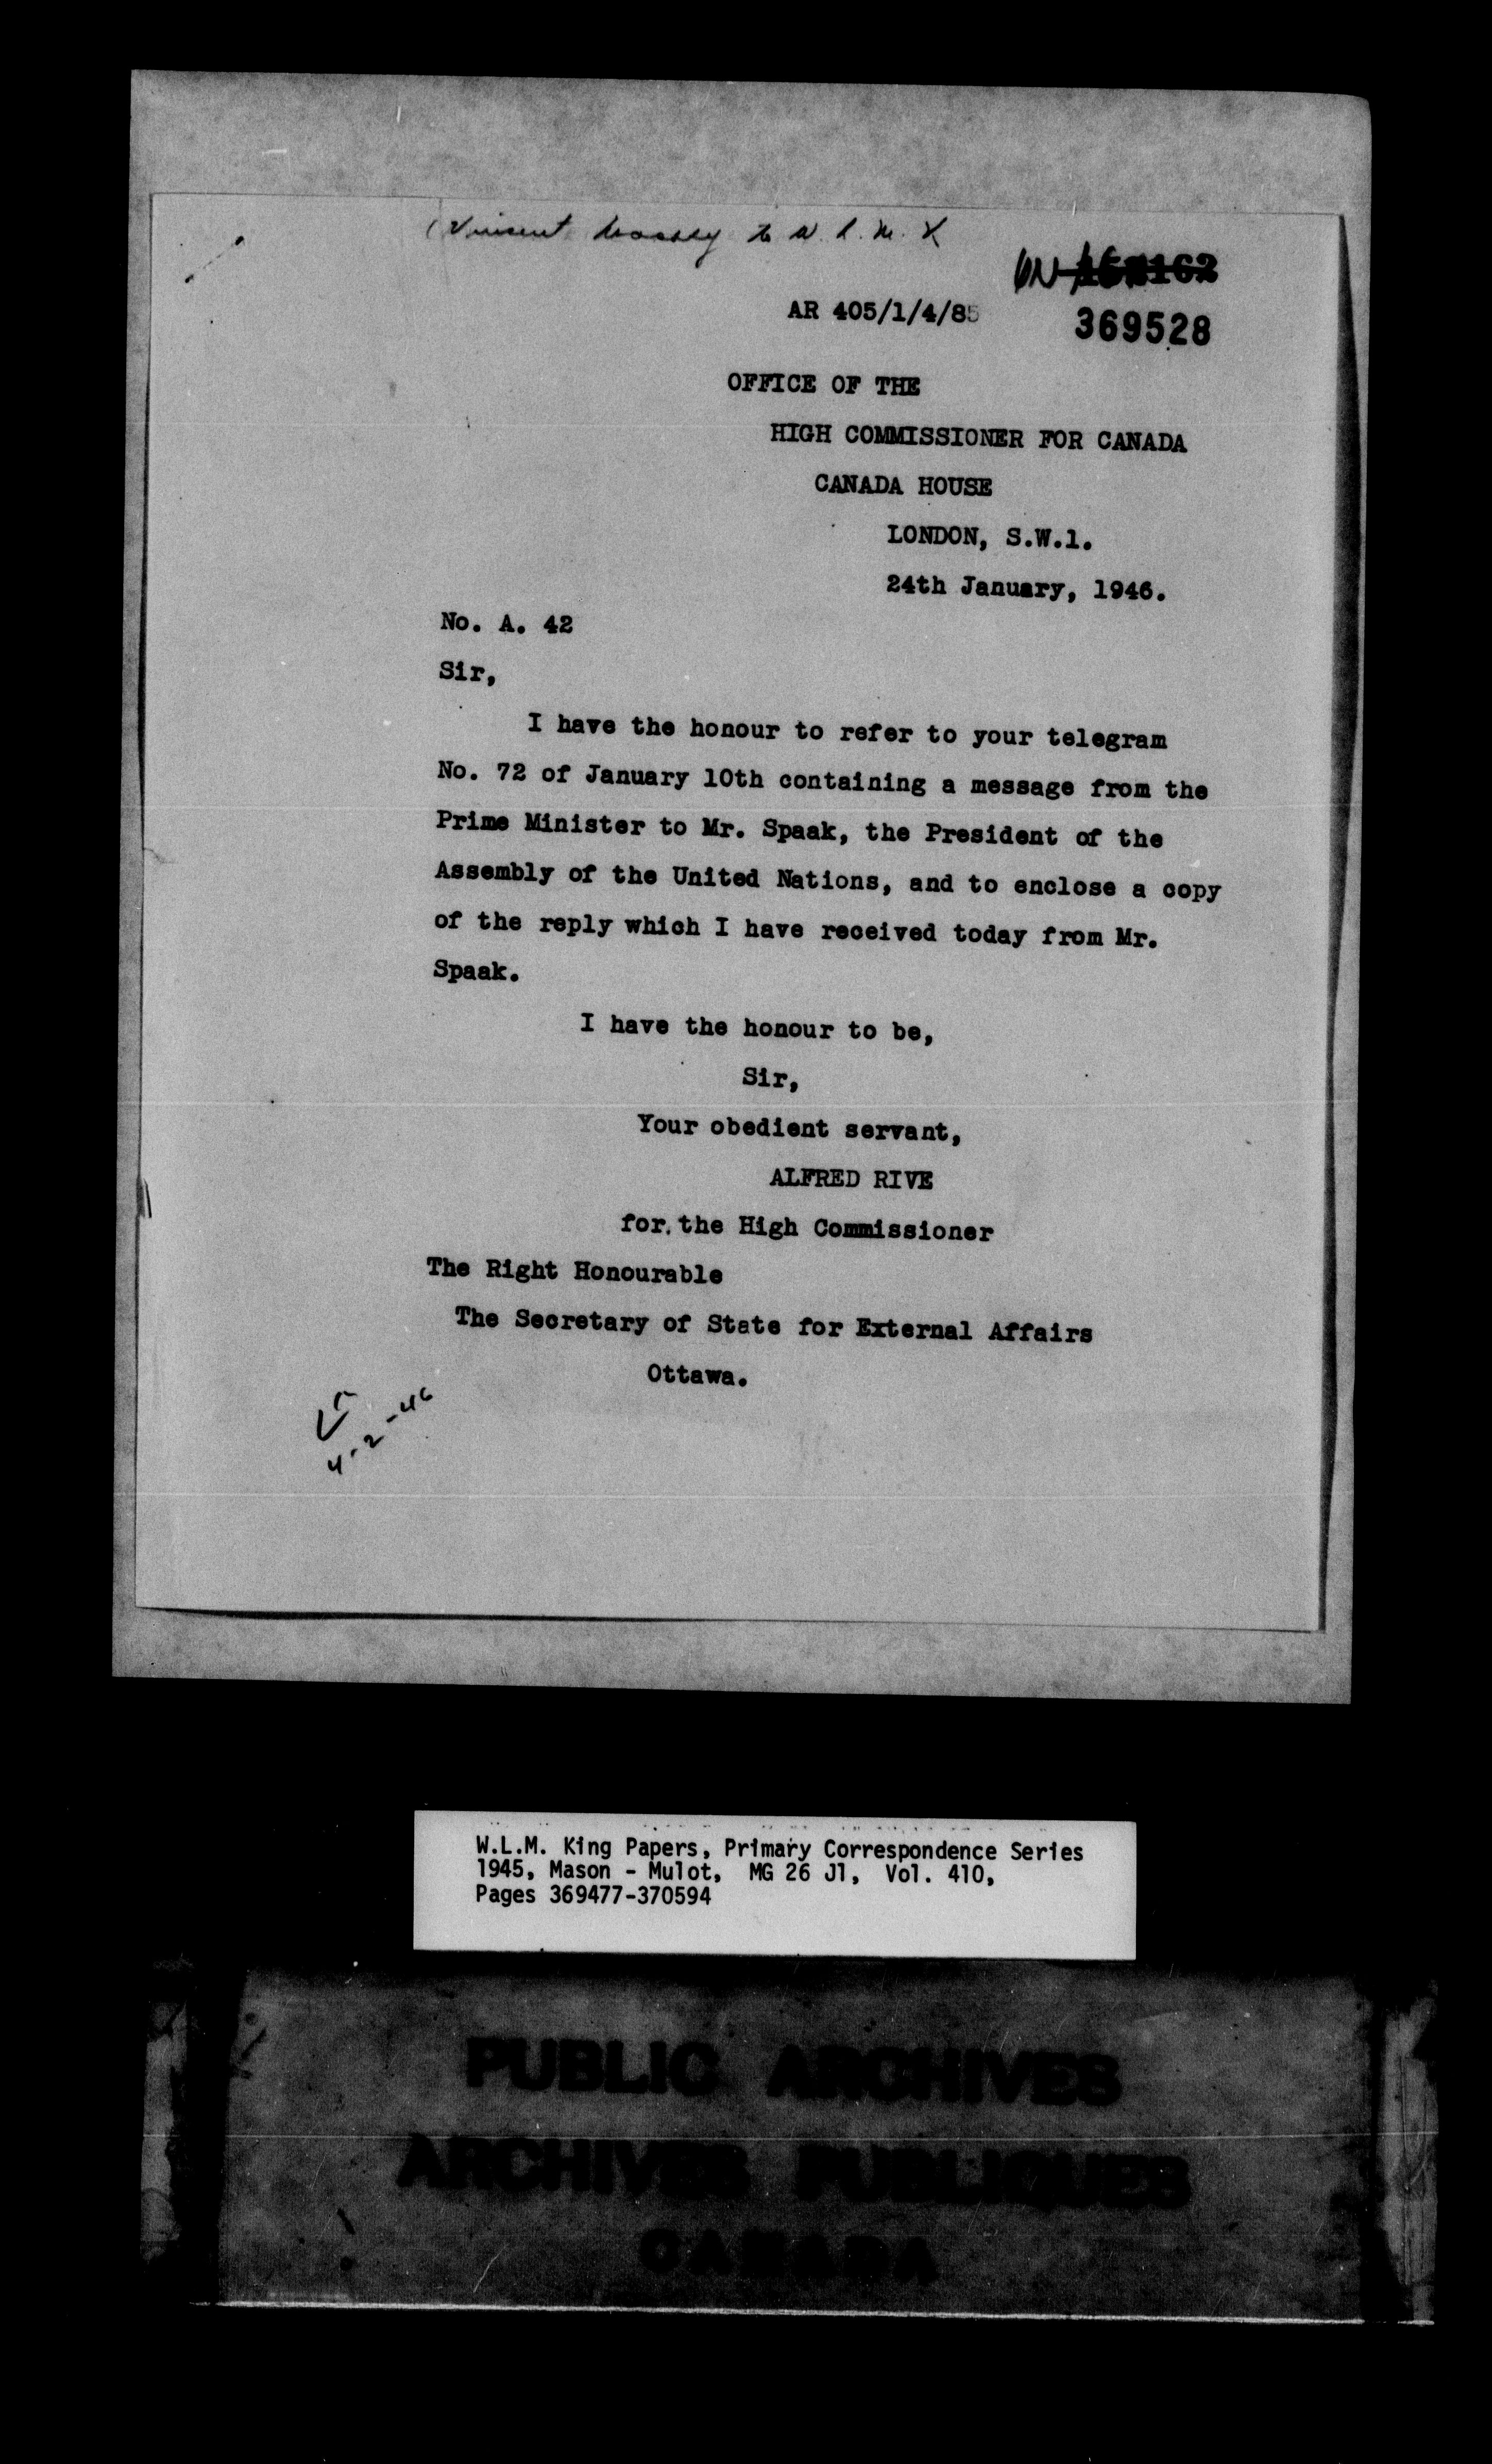 (Vincent Massey to W.L.M.K
369528
AR 405/1/4/85
OFFICE OF THE
HIGH COMMISSIONER FOR CANADA
CANADA HOUSE
LONDON, S.W.1.
24th January, 1946.
No. A. 42
Sir,
I have the honour to refer to your telegram
No. 72 of January 10th containing a message from the
Prime Minister to Mr. Spaak, the President of the
Assembly of the United Nations, and to enclose a copy
of the reply which I have received today from Mr.
Spaak.
I have the honour to be,
Sir,
Your obedient servant,
ALFRED RIVE
for the High Commissioner
The Right Honourable
The Secretary of State for External Affairs
Ottawa.
4-2-46
W.L.M. King Papers, Primary Correspondence Series
1945, Mason - Mulot, MG 26 J1, Vol. 410,
Pages 369477-370594
PUBLIC ARCHIVES
ARCHIVES PUBLIQUES
CANADA